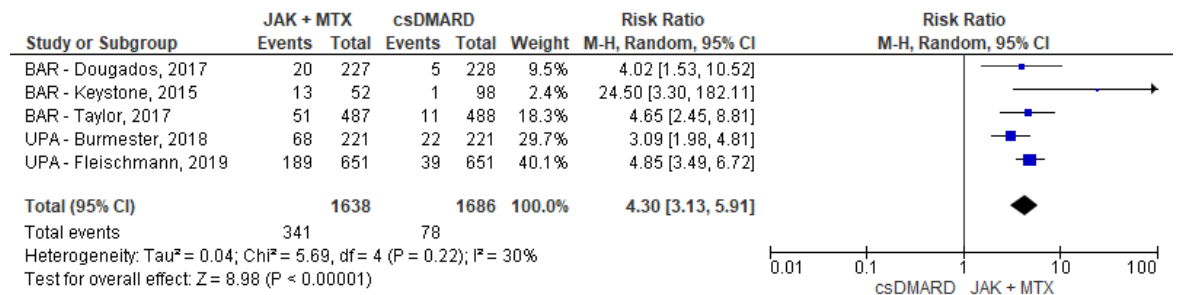 JAK + MTX csDMARD Risk Ratio Risk Ratio
Study or Subgroup Events Total Events Total Weight M-H, Random, 95% CI M-H, Random, 95% CI
BAR - Dougados, 2017 20 227 5 228 9.5% 4.02 [1.53, 10.52]
BAR - Keystone, 2015 13 52 1 98 2.4% 24.50 [3.30, 182.11]
BAR - Taylor, 2017 51 487 11 488 18.3% 4.65 [2.45, 8.81]
UPA - Burmester, 2018 68 221 22 221 29.7% 3.09 [1.98, 4.81]
UPA - Fleischmann, 2019 189 651 39 651 40.1% 4.85 [3.49, 6.72]
Total (95% CI) 1638 1686 100.0% 4.30 [3.13, 5.91]
Total events 341 78
Heterogeneity: Tau² = 0.04; Chi² = 5.69, df = 4 (P = 0.22); I² = 30%
Test for overall effect: Z = 8.98 (P < 0.00001)
0.01 0.1 1 10 100
csDMARD JAK + MTX